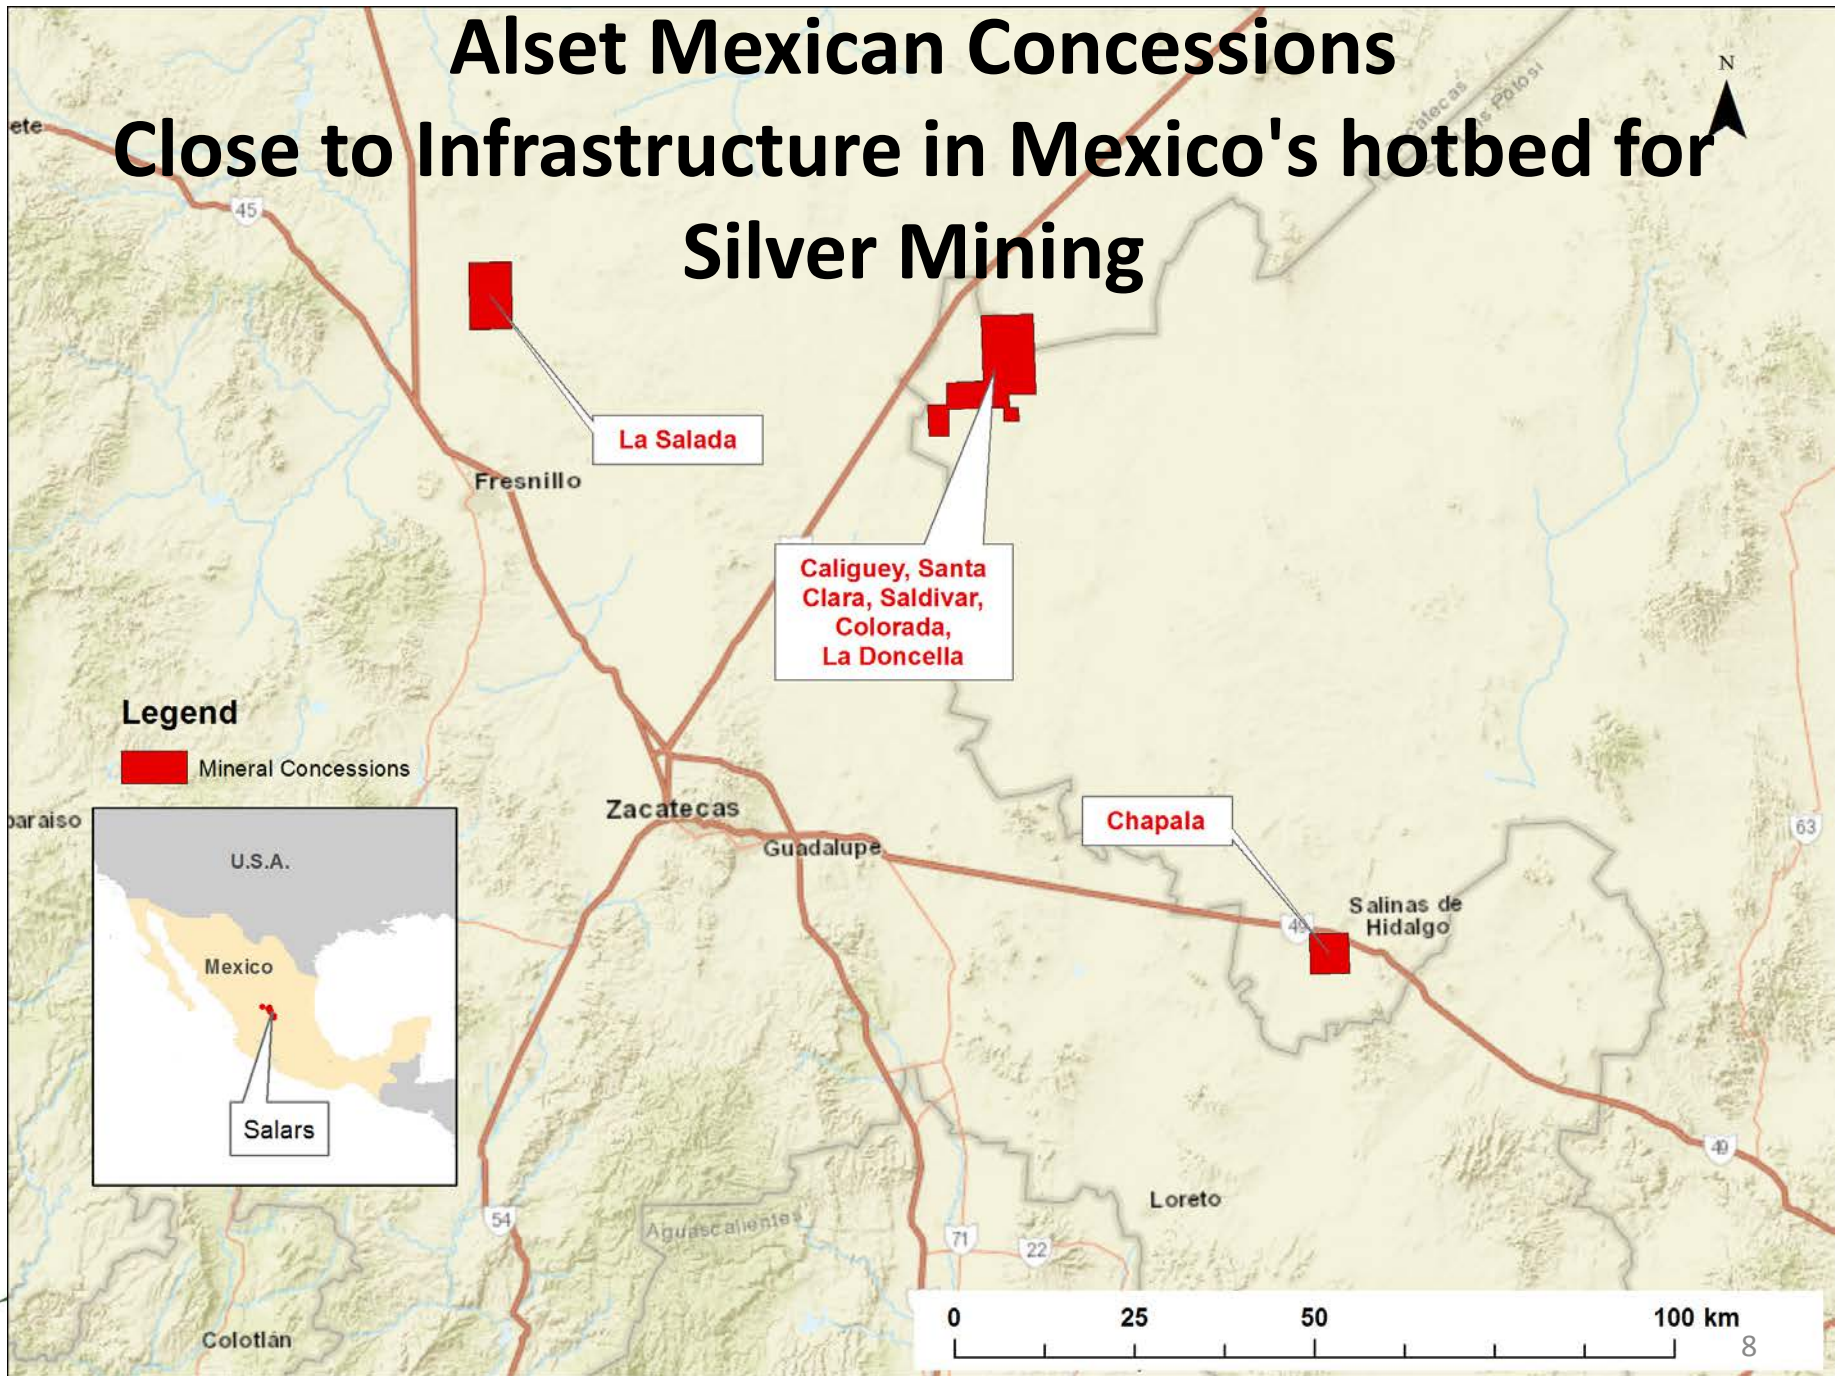 Alset Mexican Concessions
Close to Infrastructure in Mexico's hotbed for
Silver Mining
N
ete
45
La Salada
Fresnillo
Caliguey, Santa
Clara, Saldivar,
Colorada,
La Doncella
Legend
Mineral Concessions
Zacatecas
Guadalupe
Chapala
Salinas de
Hidalgo
49
63
paraiso
U.S.A.
Mexico
Salars
49
Loreto
Aguascalientes
54
71
22
Colotlán
0 25 50 100 km
8